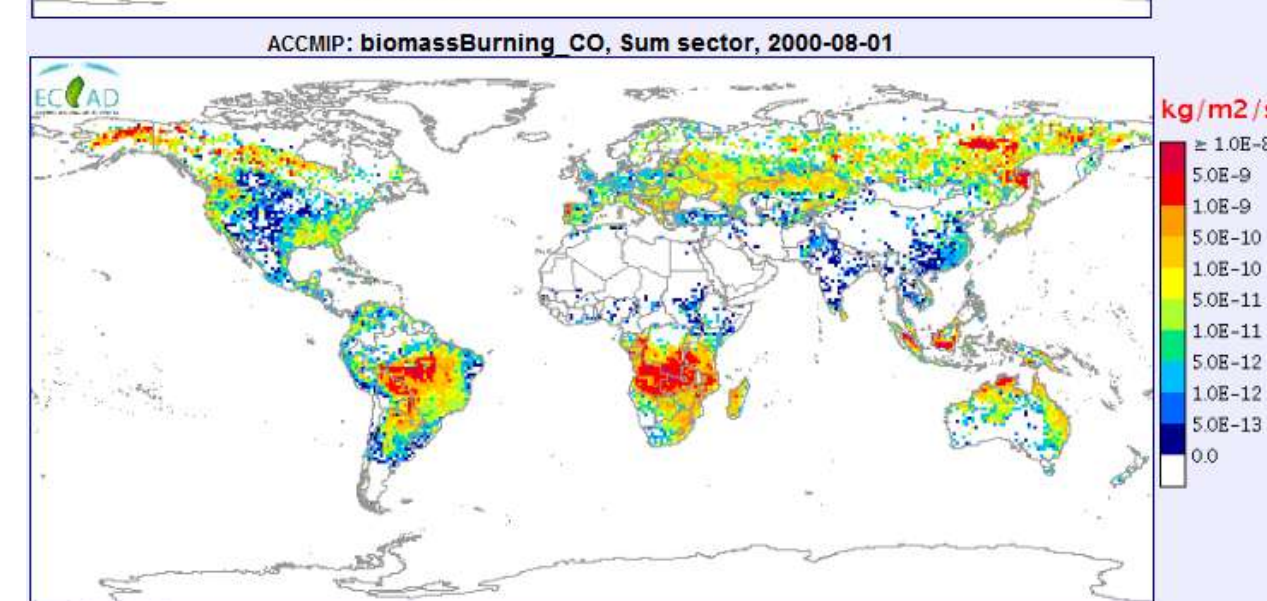 ACCMIP: biomassBurning_CO, Sum sector, 2000-08-01
ECCAD
kg/m2/s
≥ 1.0E-8
5.0E-9
1.0E-9
5.0E-10
1.0E-10
5.0E-11
1.0E-11
5.0E-12
1.0E-12
5.0E-13
0.0